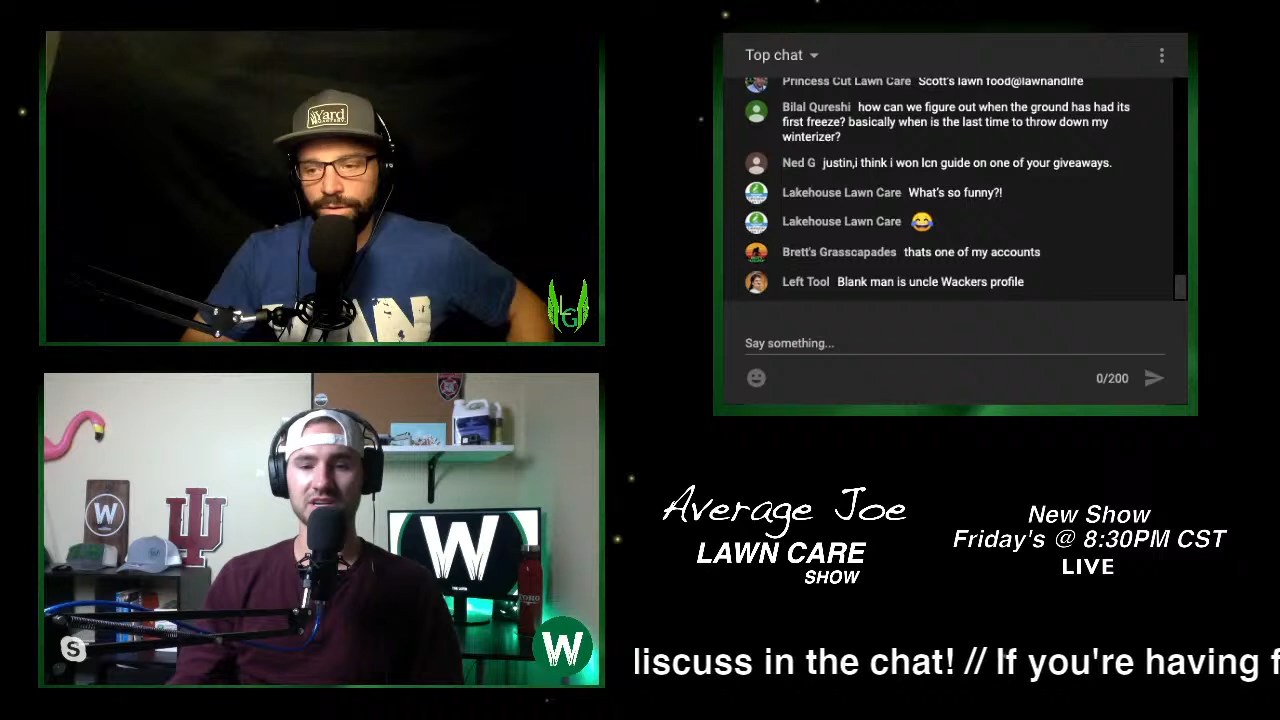 Yard
LG
W
W
TORO
W
Top chat
Princess Cut Lawn Care Scott's lawn food@lawnandlife
Bilal Qureshi how can we figure out when the ground has had its
first freeze? basically when is the last time to throw down my
winterizer?
Ned G justin,i think i won lcn guide on one of your giveaways.
Lakehouse Lawn Care What's so funny?!
Lakehouse Lawn Care 😂
Brett's Grasscapades thats one of my accounts
Left Tool Blank man is uncle Wackers profile
Say something...
0/200
Average Joe
LAWN CARE
SHOW
New Show
Friday's @ 8:30PM CST
LIVE
liscuss in the chat! // If you're having f